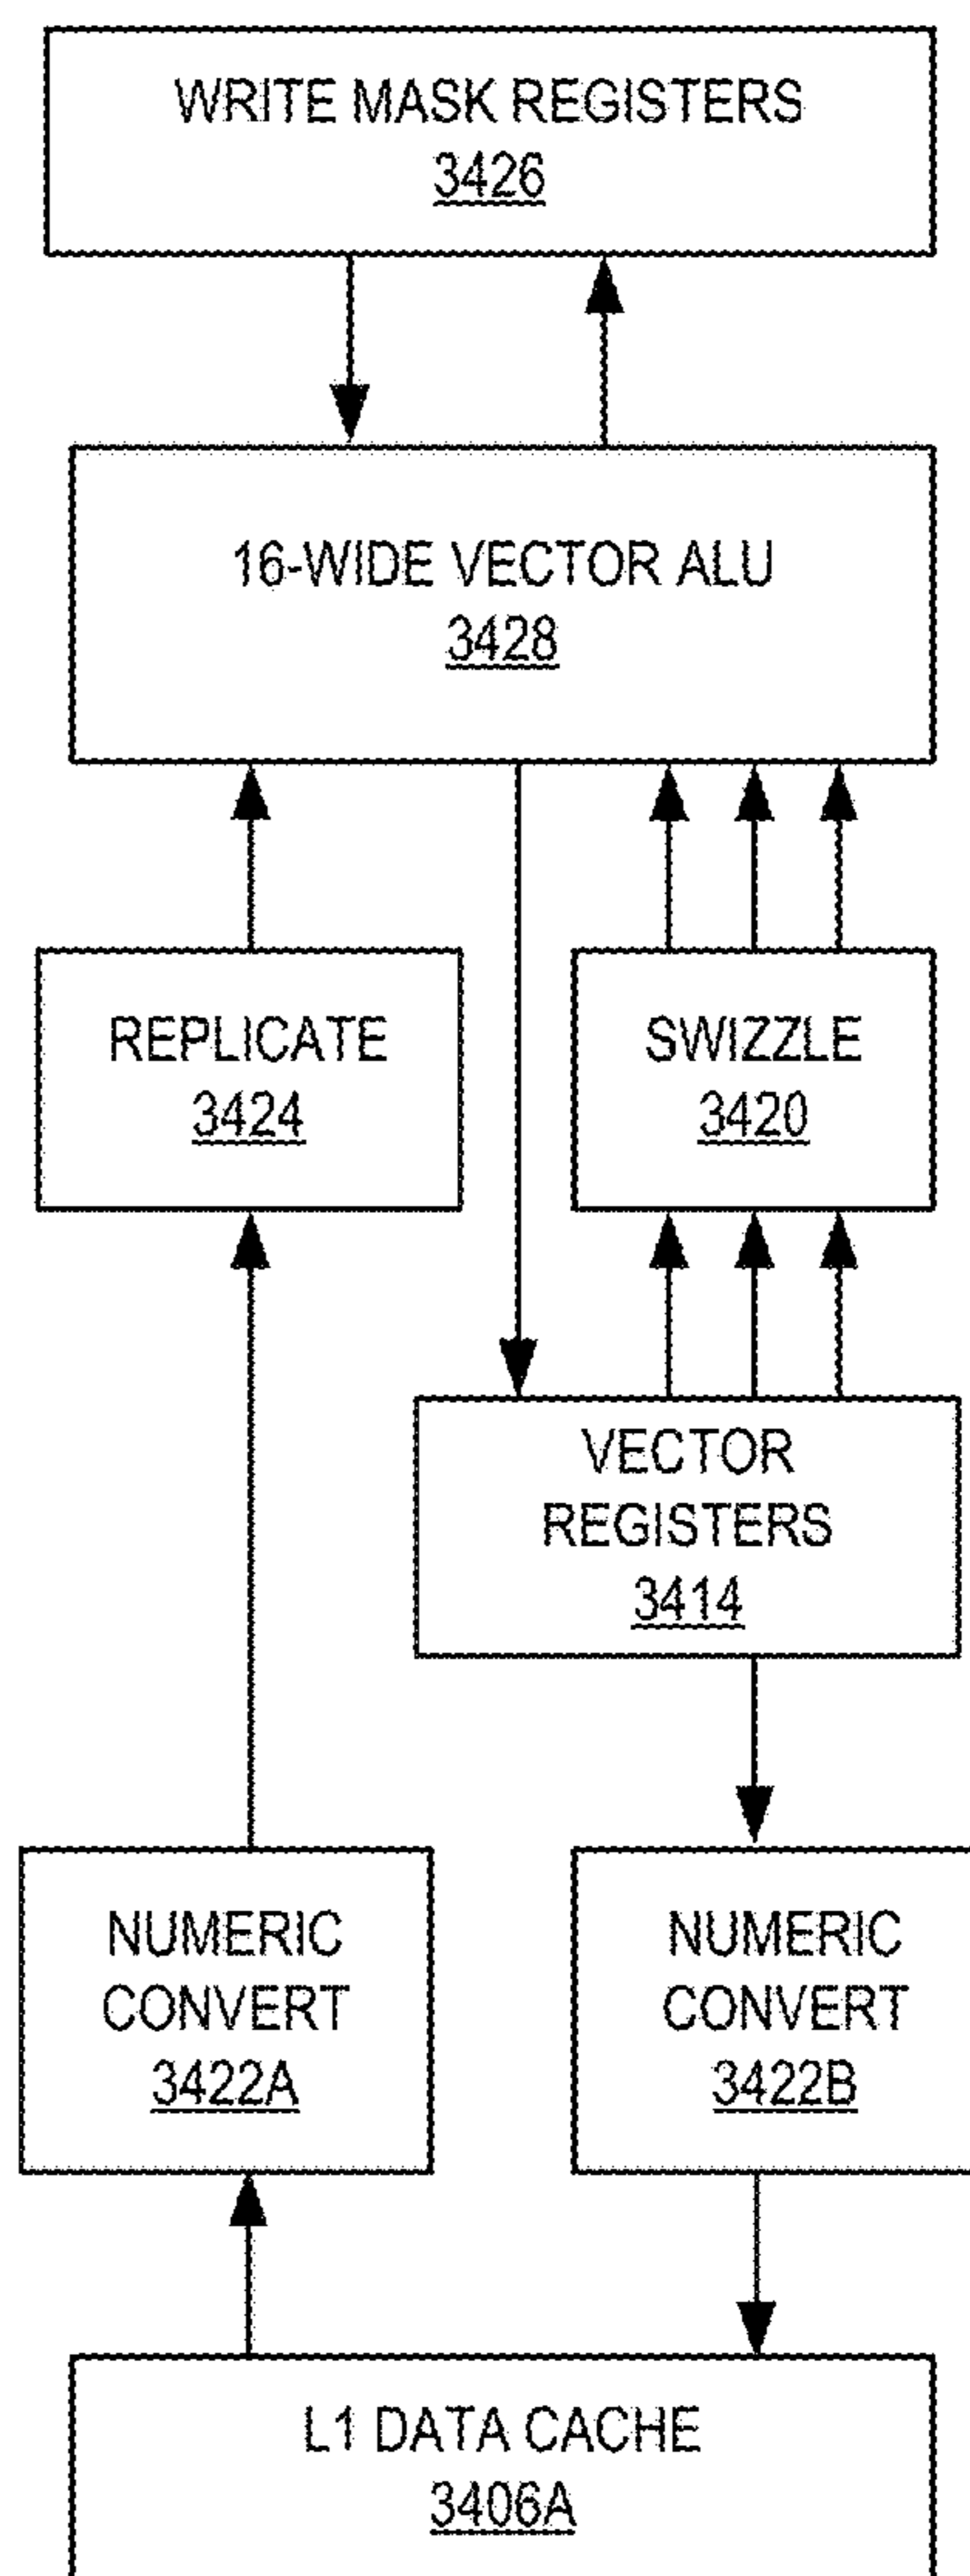 WRITE MASK REGISTERS
3426
16-WIDE VECTOR ALU
3428
REPLICATE
3424
SWIZZLE
3420
VECTOR
REGISTERS
3414
NUMERIC
CONVERT
3422A
NUMERIC
CONVERT
3422B
L1 DATA CACHE
3406A